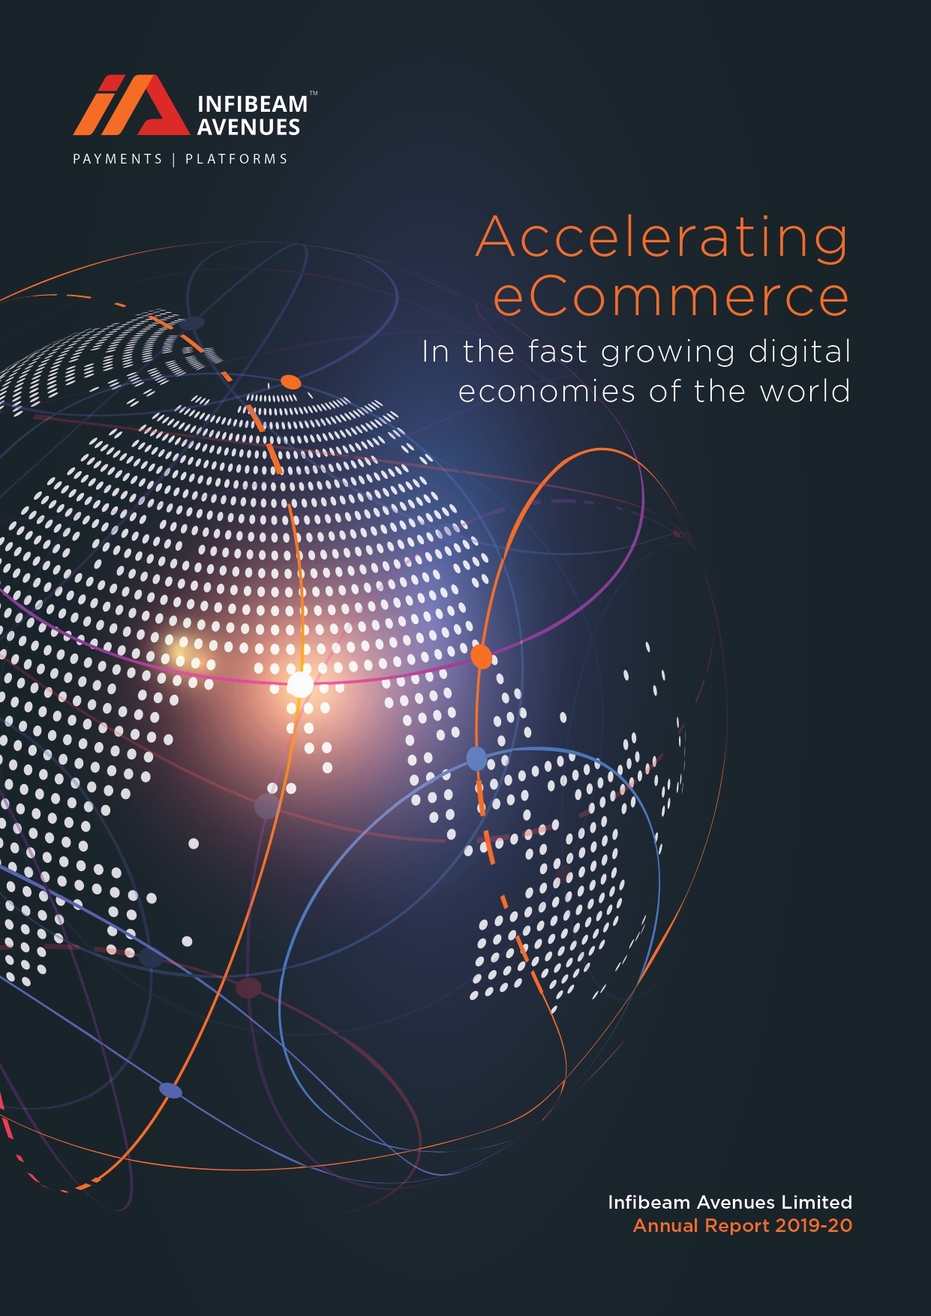 INFIBEAM™
AVENUES
PAYMENTS | PLATFORMS
Accelerating
eCommerce
In the fast growing digital
economies of the world
Infibeam Avenues Limited
Annual Report 2019-20